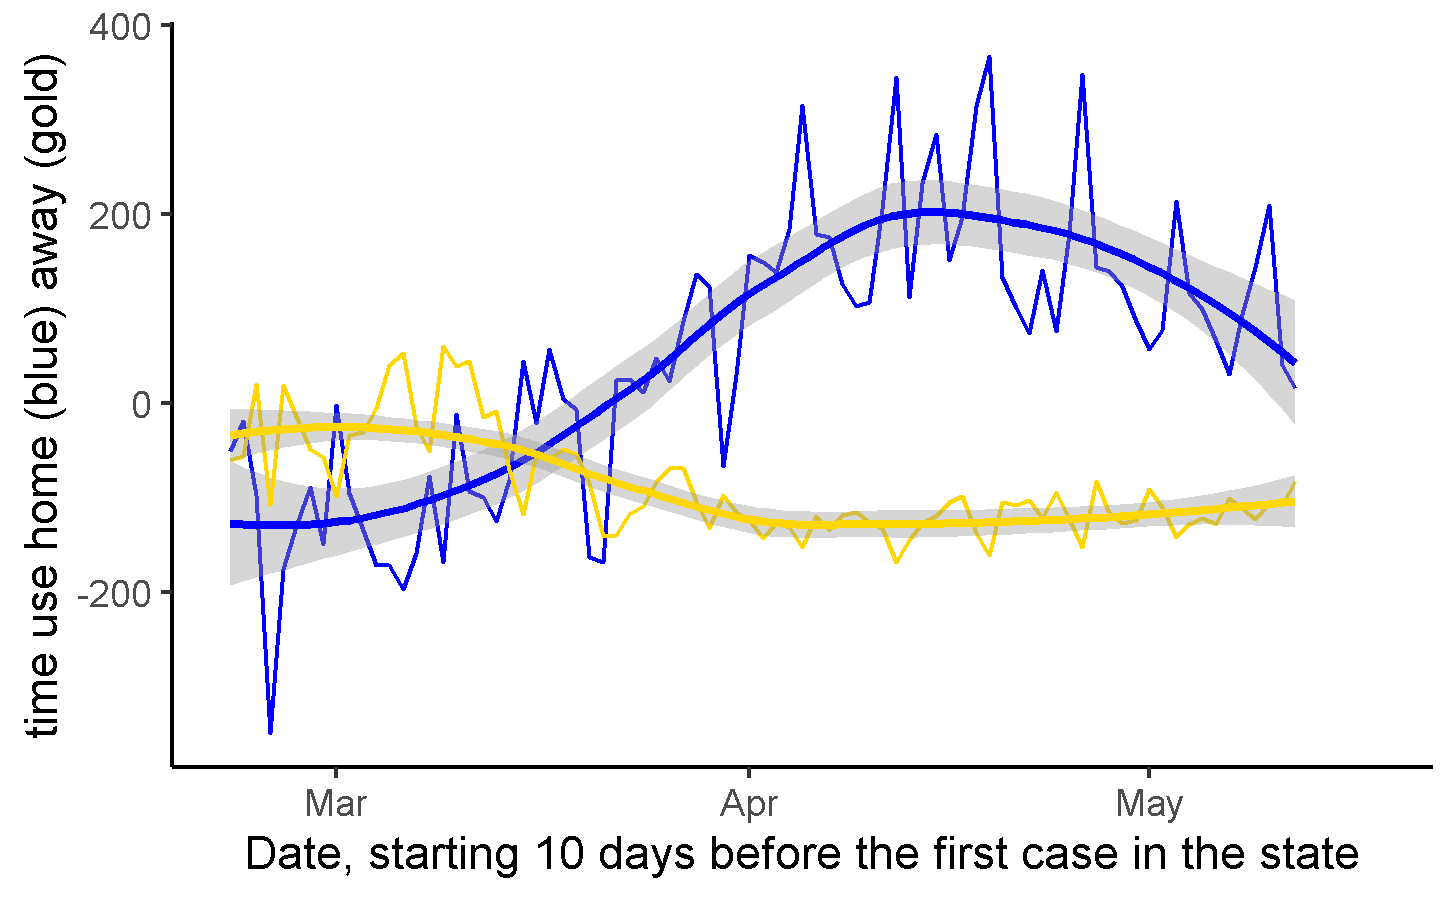 time use home (blue) away (gold)
400
200
0
-200
Mar
Apr
May
Date, starting 10 days before the first case in the state